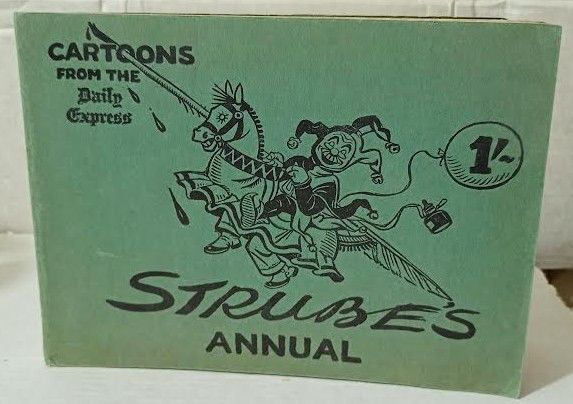 CARTOONS
FROM THE
Daily
Express
1/~
STRUBE'S
ANNUAL